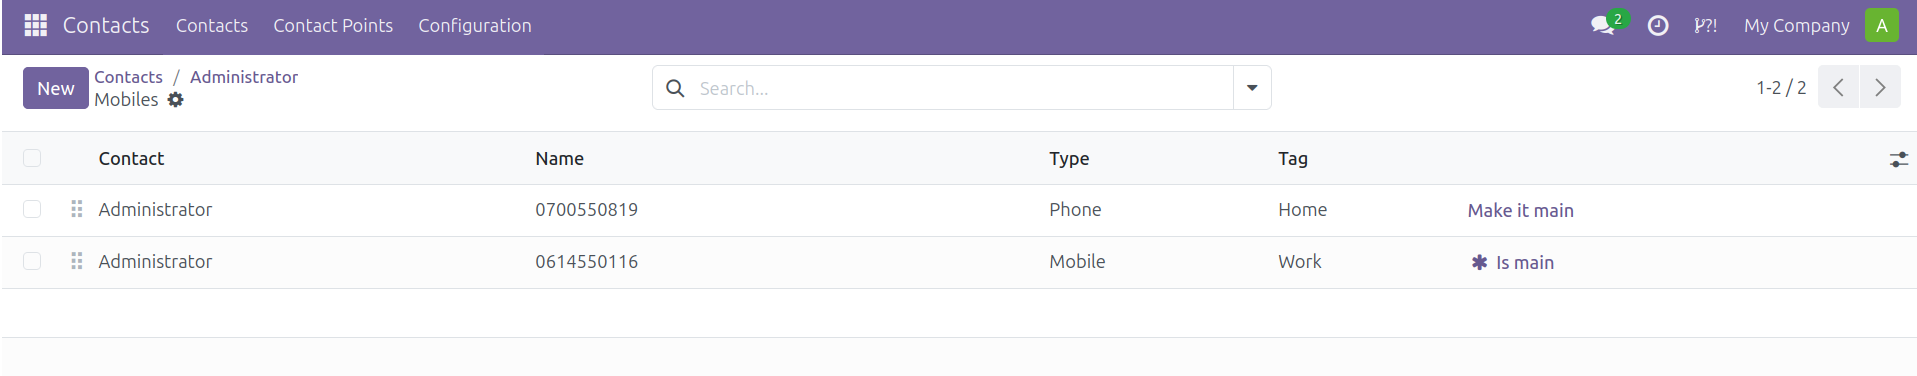 Contacts Contacts Contact Points Configuration 2 ?! My Company A
New Contacts / Administrator
Mobiles Search... 1-2 / 2
Contact Name Type Tag
Administrator 0700550819 Phone Home Make it main
Administrator 0614550116 Mobile Work Is main